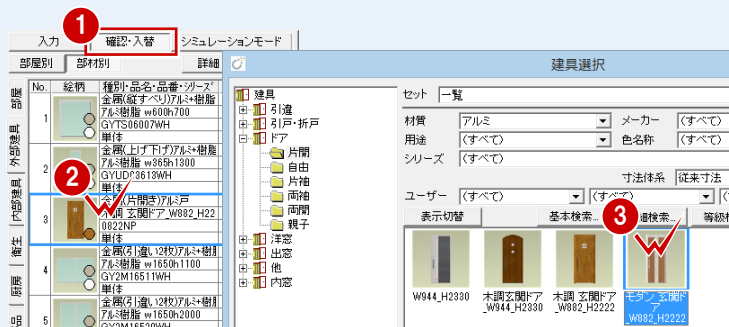 1
入力 確認・入替 シミュレーションモード
部屋別 部材別 詳細
No. 絵柄 種別・品名・品番・シリーズ
部屋
外部建具
内部建具
衛生
厨房
品
1
金属(縦すべり)アルミ+樹脂
アルミ樹脂 w600h700
GYTS06007WH
単体
2
金属(上げ下げ)アルミ+樹脂
アルミ樹脂 w365h1300
GYUD03613WH
単体
2
3
金属(片開き)アルミ戸
木調 玄関ドア_W882_H22
0822NP
単体
4
金属(引違い2枚)アルミ+樹脂
アルミ樹脂 w1650h1100
GY2M16511WH
単体
5
金属(引違い2枚)アルミ+樹脂
アルミ樹脂 w1650h2000
GY2M16520WH
建具選択
建具
引違
引戸・折戸
ドア
片開
自由
片袖
両袖
両開
親子
洋窓
出窓
他
内窓
セット 一覧
材質 アルミ メーカー (すべて)
用途 (すべて) 色名称 (すべて)
シリーズ (すべて)
寸法体系 従来寸法
ユーザー (すべて) (すべて)
表示切替 基本検索... 細検索... 等級
3
W944_H2330
木調玄関ドア
_W944_H2330
木調 玄関ドア
_W882_H2222
モダン 玄関ド
ア
_W882_H2222